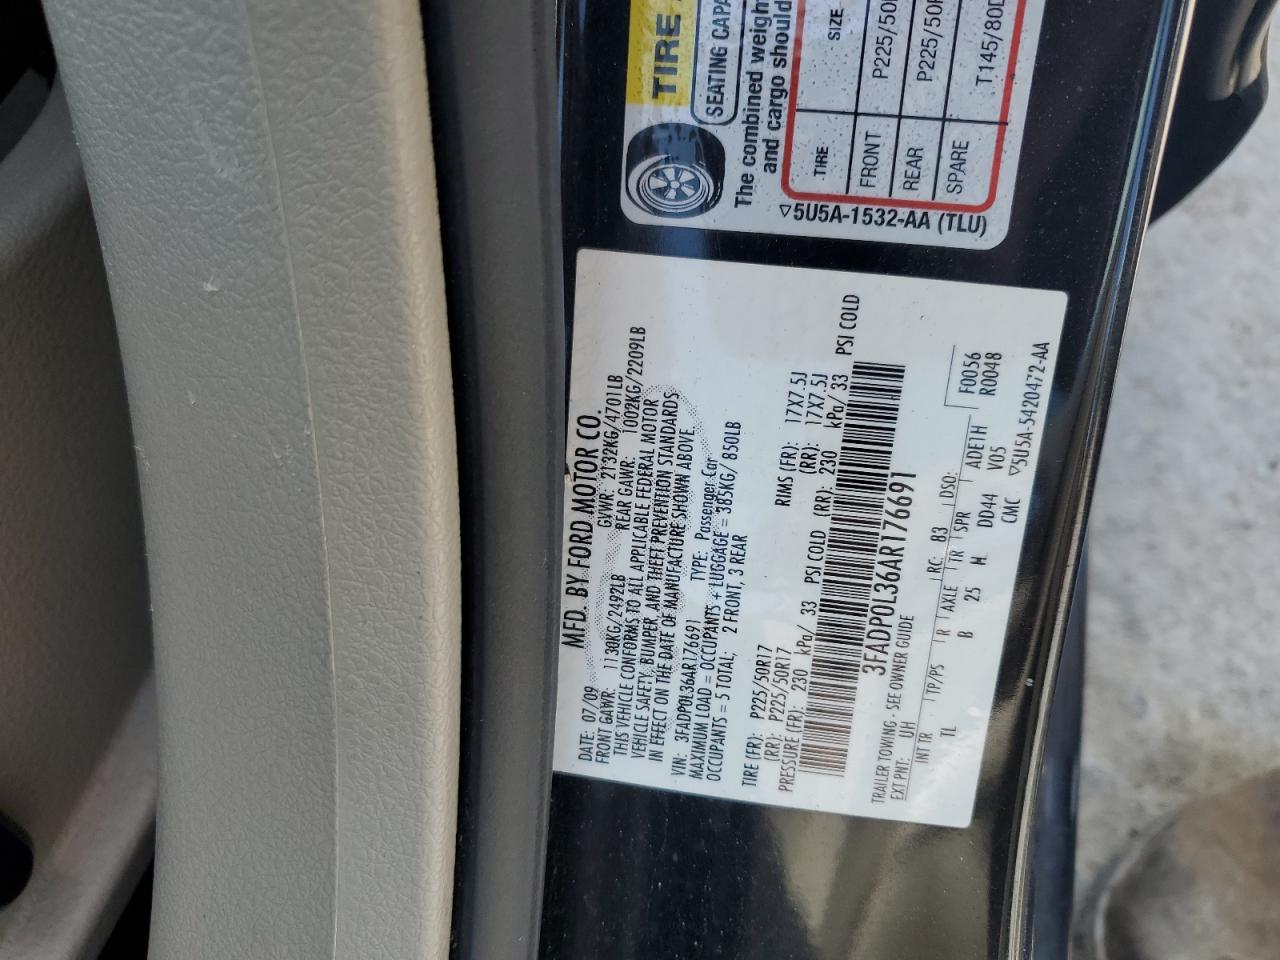 MFD. BY FORD MOTOR CO.
DATE: 07/09 GVWR: 2132KG/4701LB
FRONT GAWR: 1130KG/2492LB REAR GAWR: 1002KG/2209LB
THIS VEHICLE CONFORMS TO ALL APPLICABLE FEDERAL MOTOR
VEHICLE SAFETY, BUMPER, AND THEFT PREVENTION STANDARDS
IN EFFECT ON THE DATE OF MANUFACTURE SHOWN ABOVE.
VIN: 3FADP0L36AR176691 TYPE: Passenger Car
MAXIMUM LOAD = OCCUPANTS + LUGGAGE = 385KG/ 850LB
OCCUPANTS = 5 TOTAL; 2 FRONT, 3 REAR
TIRE (FR): P225/50R17 RIMS (FR): 17X7.5J
(RR): P225/50R17 (RR): 17X7.5J
PRESSURE (FR): 230 kPa/ 33 PSI COLD (RR): 230 kPa/ 33 PSI COLD
3FADP0L36AR176691
TRAILER TOWING - SEE OWNER GUIDE
EXT PNT: UH RC: 83 DSO: F0056
R0048
INT TR TP/PS R AXLE TR SPR ADE1H
TL B 25 H DD44 V05
CMC ▽5U5A-5420472-AA
TIRE
SEATING CAPA
The combined weight
and cargo should
TIRE SIZE
FRONT P225/50R
REAR P225/50R
SPARE T145/80D
▽5U5A-1532-AA (TLU)